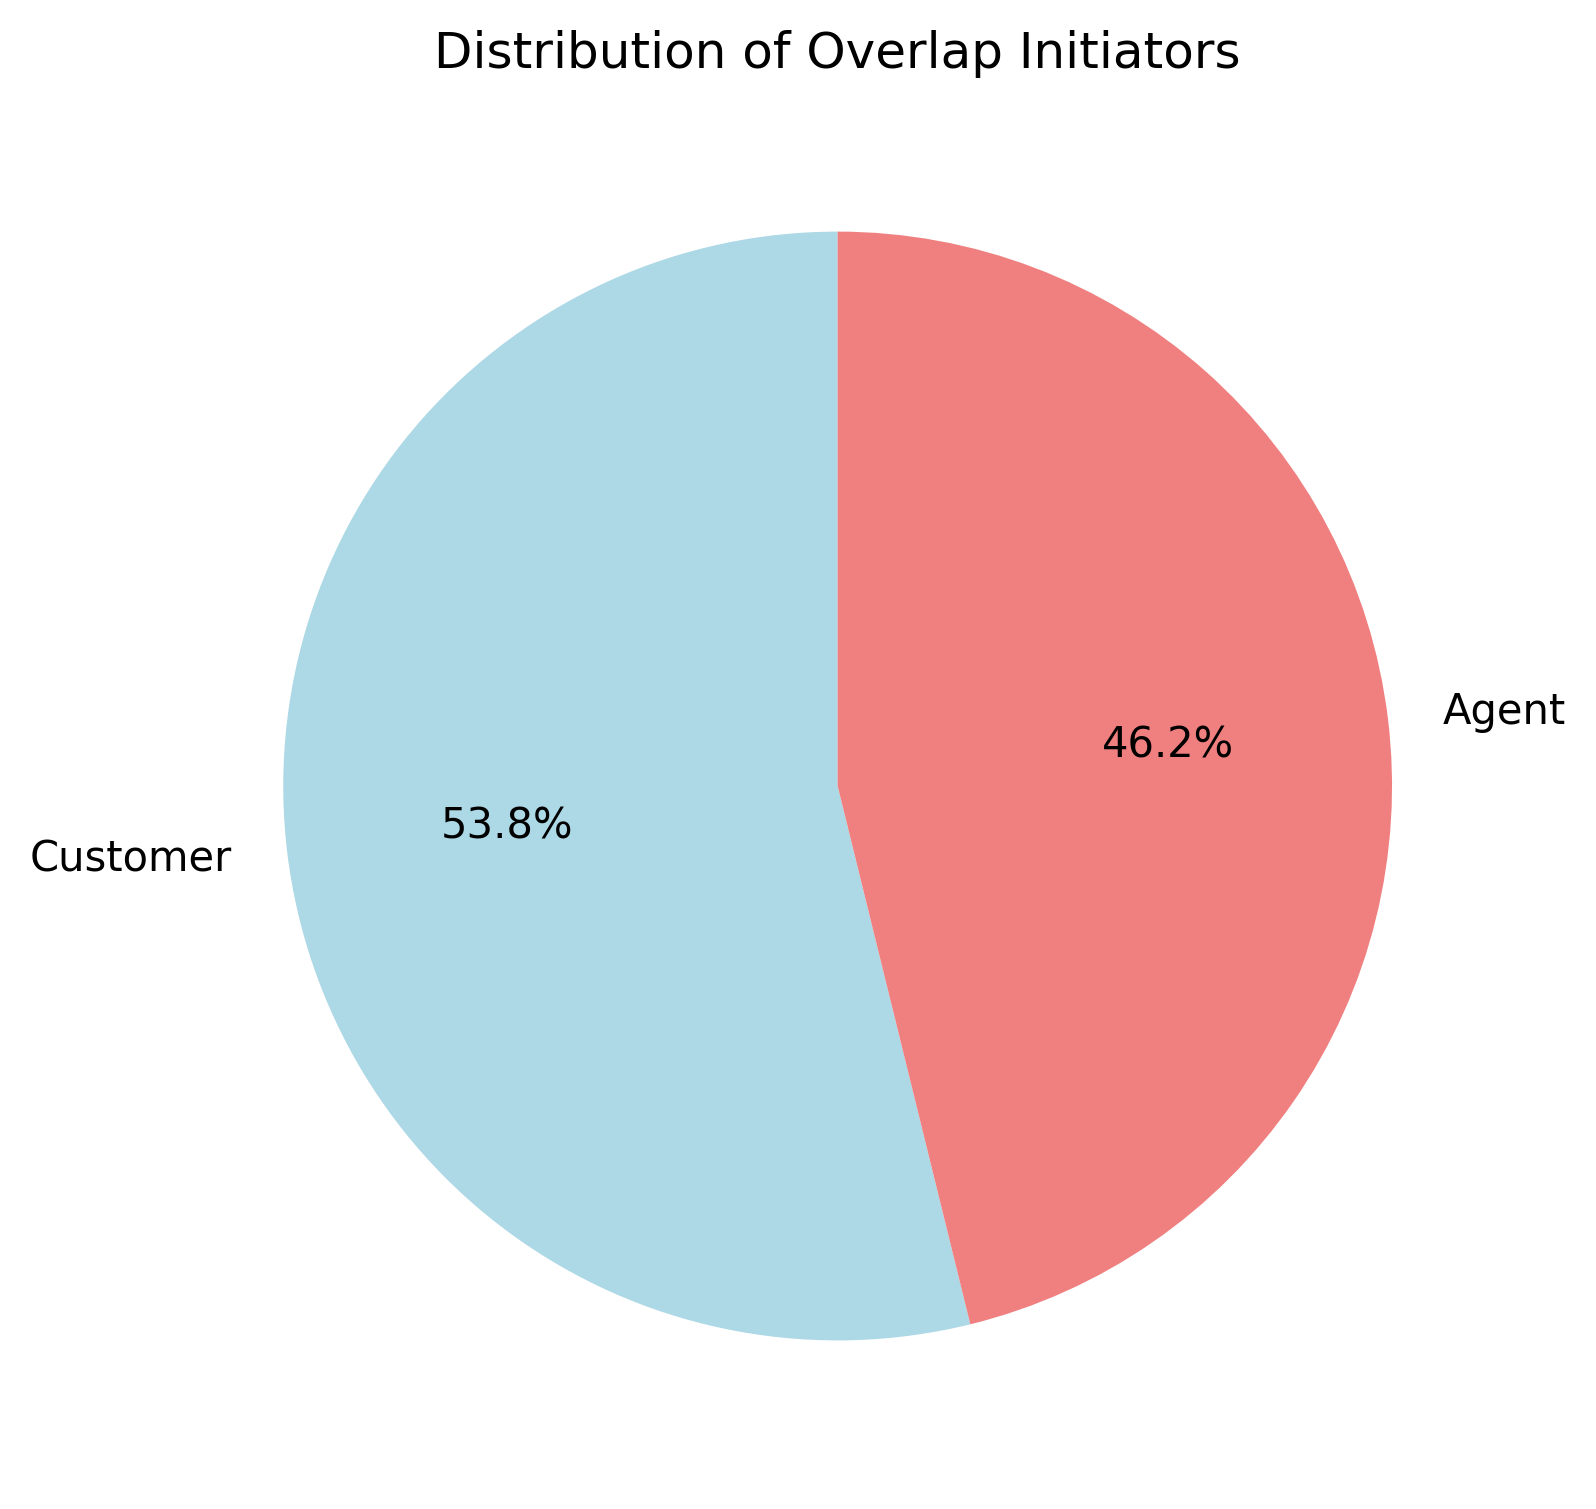 Distribution of Overlap Initiators
Agent
46.2%
53.8%
Customer